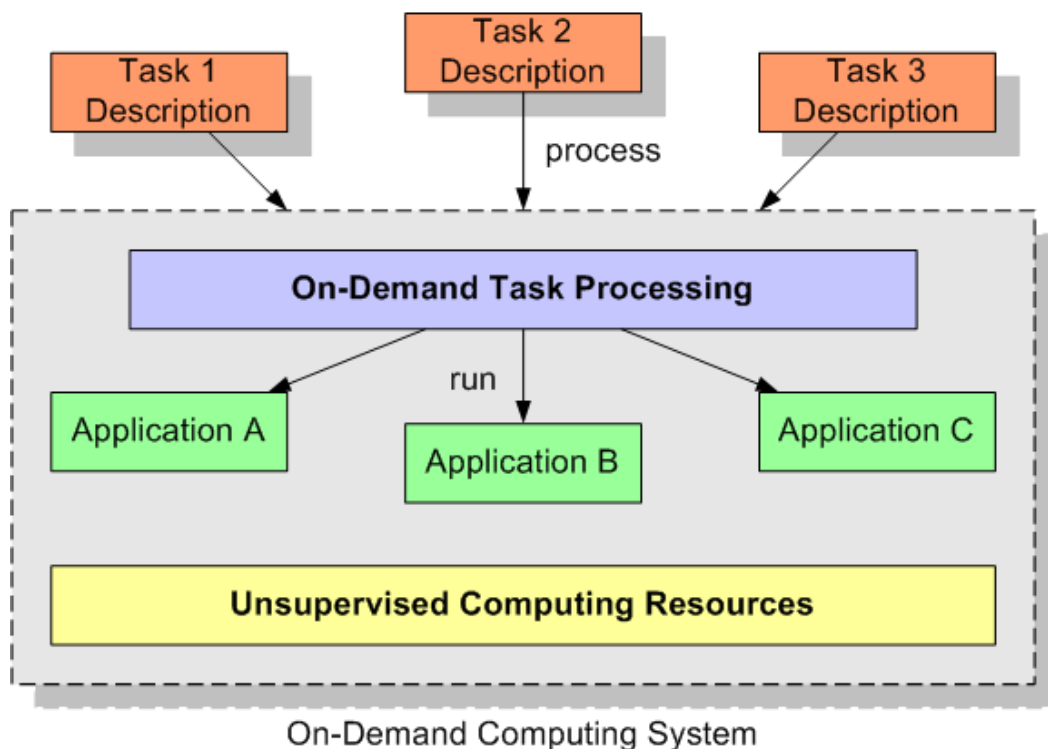 Task 1
Description
Task 2
Description
Task 3
Description
process
On-Demand Task Processing
run
Application A
Application B
Application C
Unsupervised Computing Resources
On-Demand Computing System